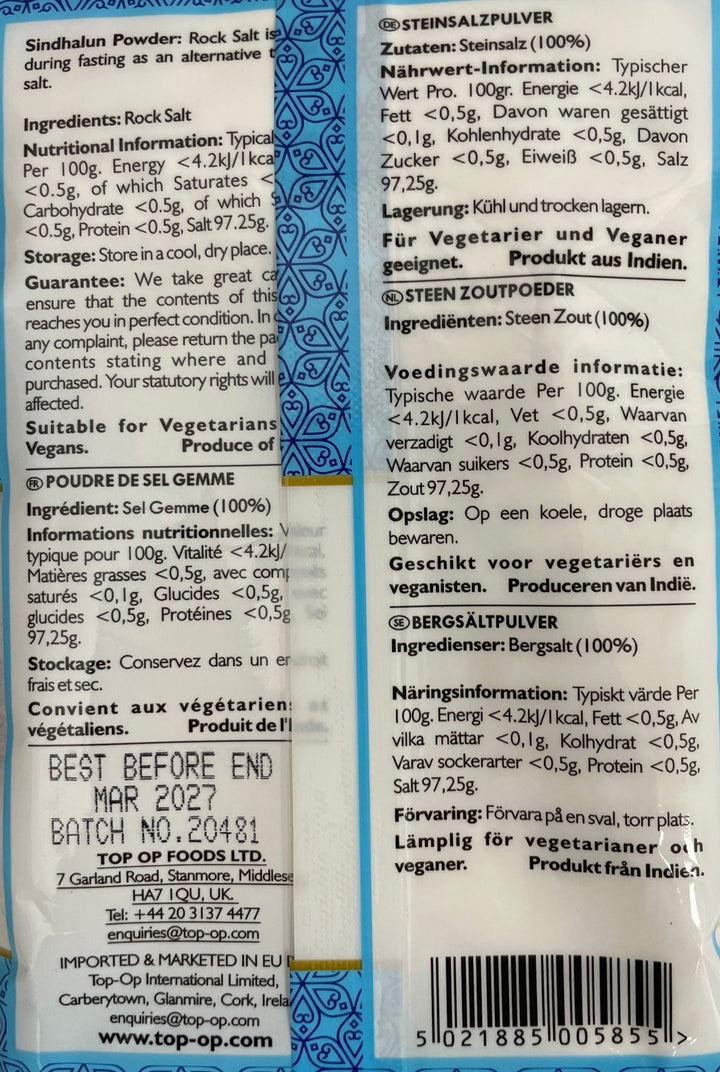 Sindhalun Powder: Rock Salt is
during fasting as an alternative
salt.
Ingredients: Rock Salt
Nutritional Information: Typical
Per 100g. Energy <4.2kJ/1kca
<0.5g, of which Saturates <
Carbohydrate <0.5g, of which
<0.5g, Protein <0.5g, Salt 97.25g.
Storage: Store in a cool, dry place.
Guarantee: We take great
ensure that the contents of this
reaches you in perfect condition. In
any complaint, please return the
contents stating where and
purchased. Your statutory rights will
affected.
Suitable for Vegetarians
Vegans. Produce of
FR POUDRE DE SEL GEMME
Ingrédient: Sel Gemme (100%)
Informations nutritionnelles: Valeur
typique pour 100g. Vitalité <4.2kJ/1kcal,
Matières grasses <0,5g, avec composés
saturés <0,1g, Glucides <0,5g, avec
glucides <0,5g, Protéines <0,5g Sel
97,25g.
Stockage: Conservez dans un endroit
frais et sec.
Convient aux végétariens et
végétaliens. Produit de l'Inde.
BEST BEFORE END
MAR 2027
BATCH NO.20481
TOP OP FOODS LTD.
7 Garland Road, Stanmore, Middlese
HA7 1QU, UK.
Tel: +44 20 3137 4477
enquiries@top-op.com
IMPORTED & MARKETED IN EU
Top-Op International Limited,
Carberytown, Glanmire, Cork, Irela
enquiries@top-op.com
www.top-op.com
DE STEINSALZPULVER
Zutaten: Steinsalz (100%)
Nährwert-Information: Typischer
Wert Pro. 100gr. Energie <4.2kJ/1kcal,
Fett <0,5g, Davon waren gesättigt
<0,1g, Kohlenhydrate <0,5g, Davon
Zucker <0,5g, Eiweiß <0,5g, Salz
97,25g.
Lagerung: Kühl und trocken lagern.
Für Vegetarier und Veganer
geeignet. Produkt aus Indien.
NL STEEN ZOUTPOEDER
Ingrediënten: Steen Zout (100%)
Voedingswaarde informatie:
Typische waarde Per 100g. Energie
<4.2kJ/1kcal, Vet <0,5g, Waarvan
verzadigt <0,1g, Koolhydraten <0,5g,
Waarvan suikers <0,5g, Protein <0,5g,
Zout 97,25g.
Opslag: Op een koele, droge plaats
bewaren.
Geschikt voor vegetariërs en
veganisten. Produceren van Indië.
SE BERGSÄLTPULVER
Ingredienser: Bergsalt (100%)
Näringsinformation: Typiskt värde Per
100g. Energi <4.2kJ/1kcal, Fett <0,5g, Av
vilka mättar <0,1g, Kolhydrat <0,5g,
Varav sockerarter <0,5g, Protein <0,5g,
Salt 97,25g.
Förvaring: Förvara på en sval, torr plats.
Lämplig för vegetarianer och
veganer. Produkt från Indien.
5 021885 005855 >